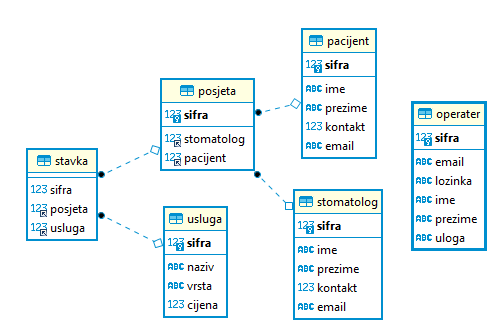 pacijent
123 sifra
ABC ime
ABC prezime
123 kontakt
ABC email
posjeta
123 sifra
123 stomatolog
123 pacijent
operater
123 sifra
ABC email
ABC lozinka
ABC ime
ABC prezime
ABC uloga
stavka
123 sifra
123 posjeta
123 usluga
usluga
123 sifra
ABC naziv
ABC vrsta
123 cijena
stomatolog
123 sifra
ABC ime
ABC prezime
123 kontakt
ABC email